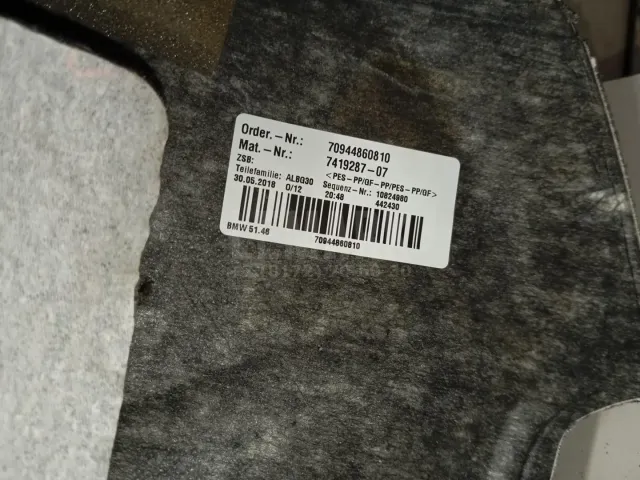 Order.-Nr.: 70944860810
Mat.-Nr.: 7419287-07
ZSB: <PES-PP/GF-PP/PES-PP/GF>
Teilefamilie: ALBG30 Sequenz-Nr.: 10824980
30.05.2018 0/12 20:48 442430
BMW 51.46 70944860810